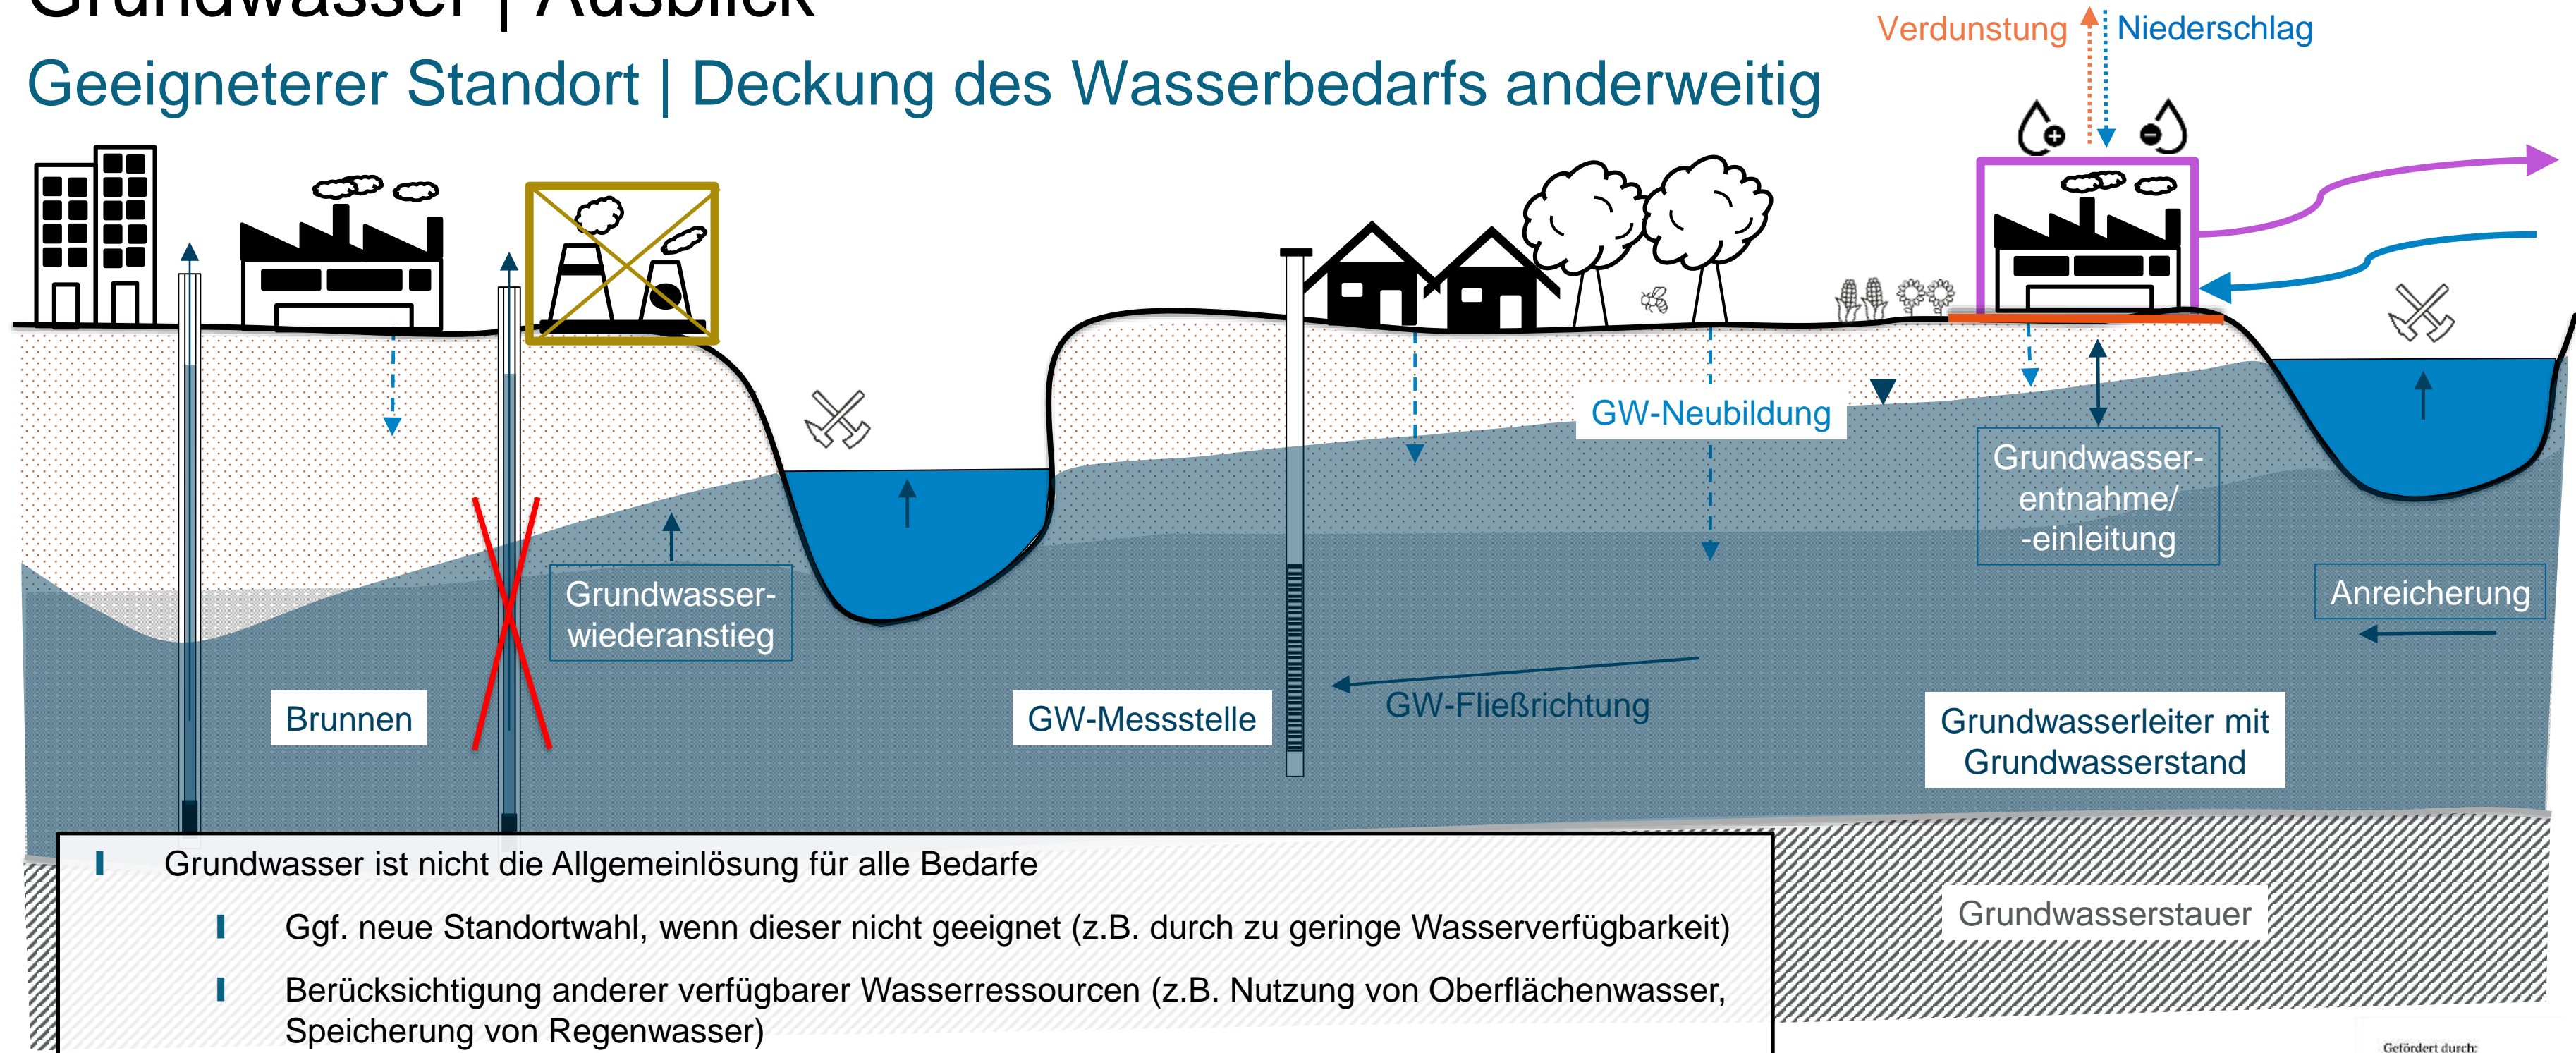 Grundwasser | Ausblick
Geeigneterer Standort | Deckung des Wasserbedarfs anderweitig
Verdunstung
Niederschlag
GW-Neubildung
Grundwasser-
entnahme/
-einleitung
Grundwasser-
wiederanstieg
Anreicherung
Brunnen
GW-Messstelle
GW-Fließrichtung
Grundwasserleiter mit
Grundwasserstand
Grundwasserstauer
Grundwasser ist nicht die Allgemeinlösung für alle Bedarfe
Ggf. neue Standortwahl, wenn dieser nicht geeignet (z.B. durch zu geringe Wasserverfügbarkeit)
Berücksichtigung anderer verfügbarer Wasserressourcen (z.B. Nutzung von Oberflächenwasser,
Speicherung von Regenwasser)
Gefördert durch: